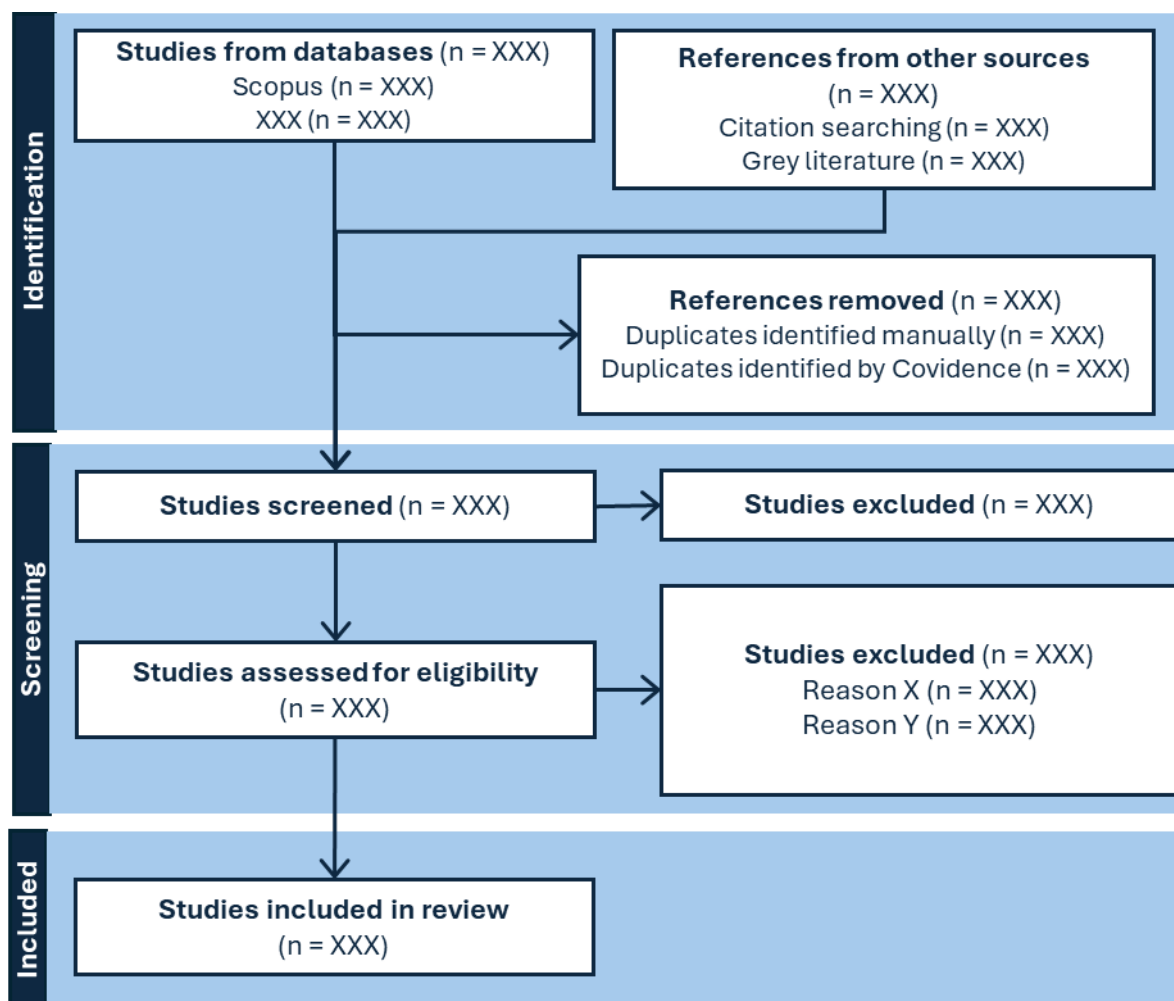 Identification
Studies from databases (n = XXX)
Scopus (n = XXX)
XXX (n = XXX)
References from other sources
(n = XXX)
Citation searching (n = XXX)
Grey literature (n = XXX)
References removed (n = XXX)
Duplicates identified manually (n = XXX)
Duplicates identified by Covidence (n = XXX)
Screening
Studies screened (n = XXX)
Studies excluded (n = XXX)
Studies assessed for eligibility
(n = XXX)
Studies excluded (n = XXX)
Reason X (n = XXX)
Reason Y (n = XXX)
Included
Studies included in review
(n = XXX)